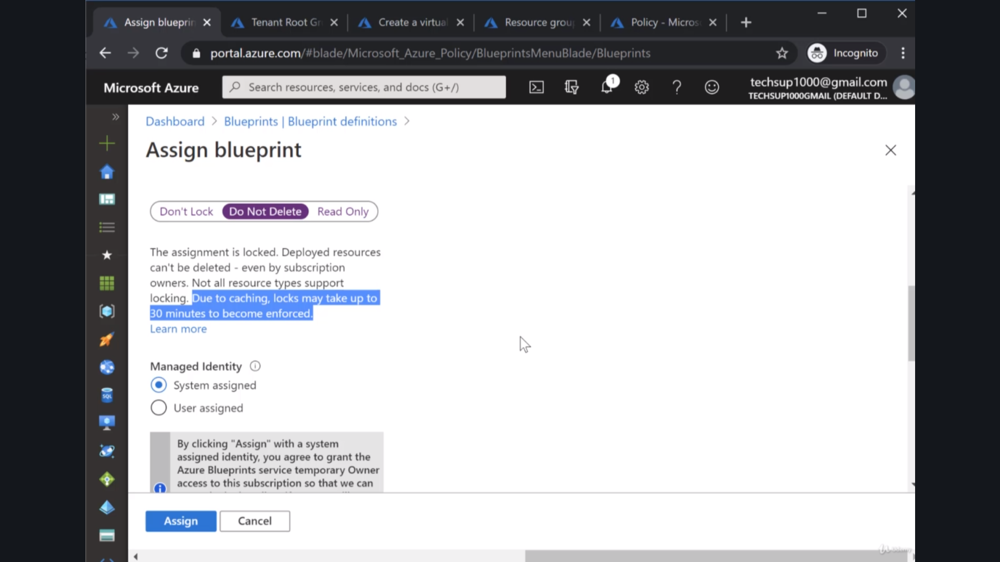 Assign blueprin
Tenant Root Gr
Create a virtual
Resource group
Policy - Micros
portal.azure.com/#blade/Microsoft_Azure_Policy/BlueprintsMenuBlade/Blueprints
Incognito
Microsoft Azure
Search resources, services, and docs (G+/)
1
techsup1000@gmail.com
TECHSUP1000GMAIL (DEFAULT D...
Dashboard > Blueprints | Blueprint definitions >
Assign blueprint
Don't Lock
Do Not Delete
Read Only
The assignment is locked. Deployed resources
can't be deleted - even by subscription
owners. Not all resource types support
locking. Due to caching, locks may take up to
30 minutes to become enforced.
Learn more
Managed Identity
System assigned
User assigned
By clicking "Assign" with a system
assigned identity, you agree to grant the
Azure Blueprints service temporary Owner
access to this subscription so that we can
Assign
Cancel
SQL
Udemy